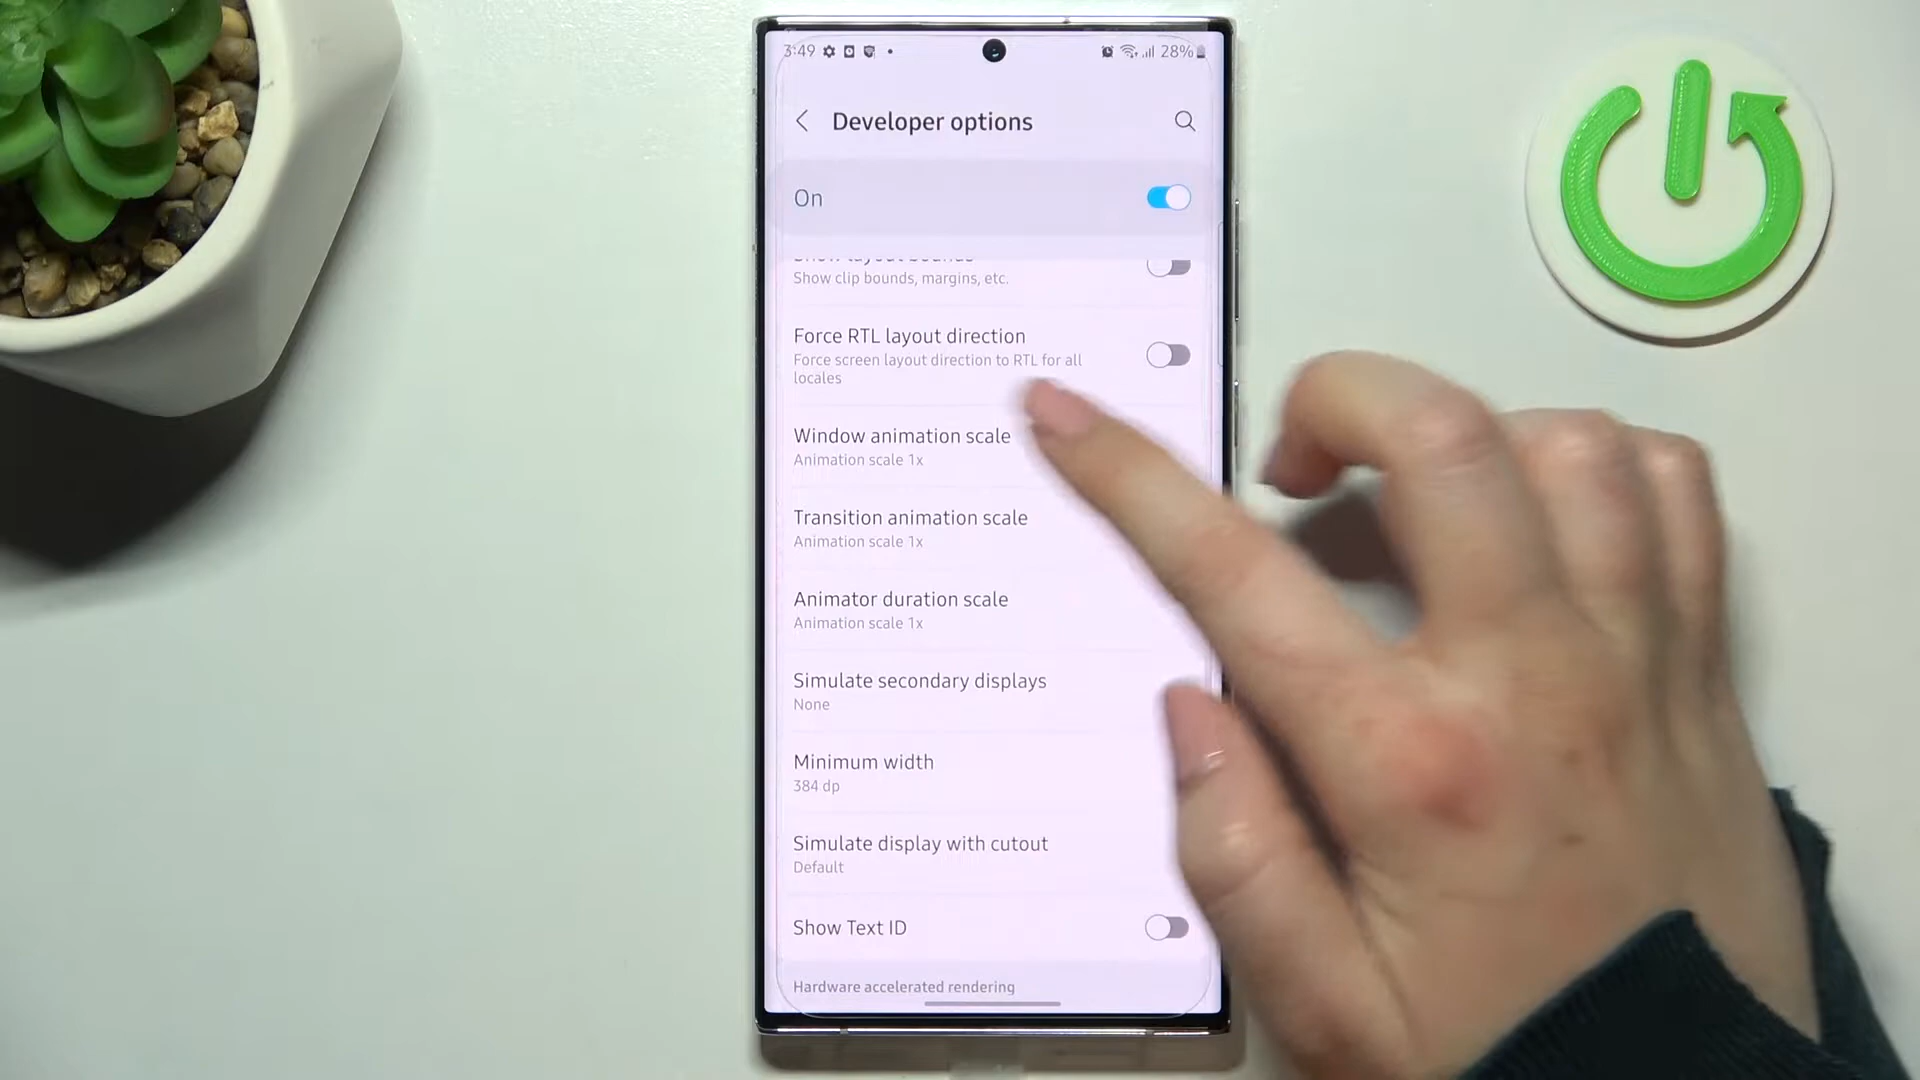 3:49 28%
Developer options
On
Show layout bounds
Show clip bounds, margins, etc.
Force RTL layout direction
Force screen layout direction to RTL for all
locales
Window animation scale
Animation scale 1x
Transition animation scale
Animation scale 1x
Animator duration scale
Animation scale 1x
Simulate secondary displays
None
Minimum width
384 dp
Simulate display with cutout
Default
Show Text ID
Hardware accelerated rendering